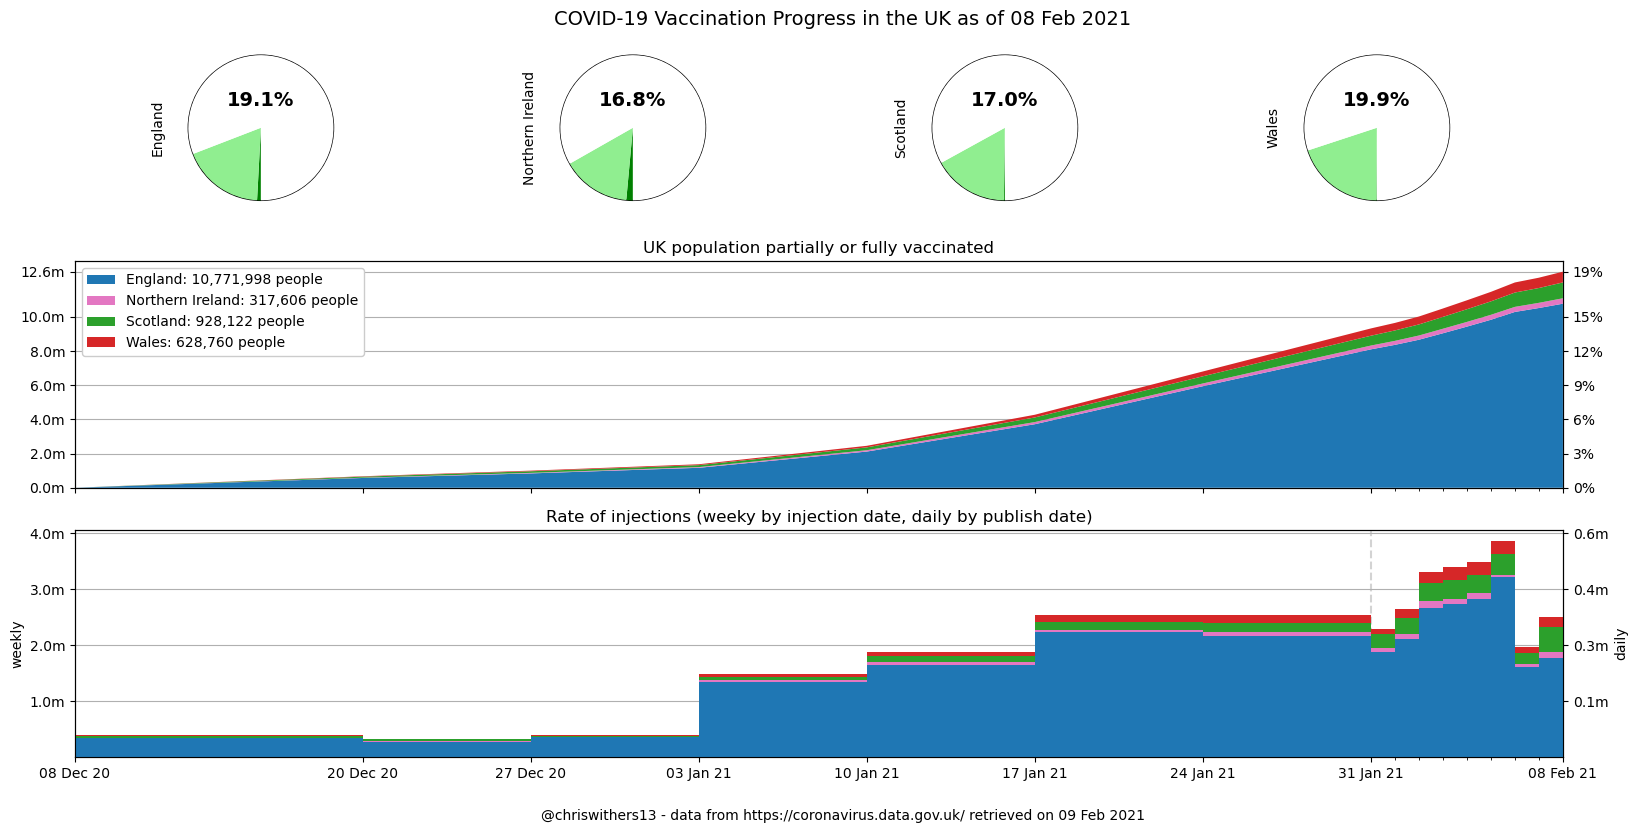 COVID-19 Vaccination Progress in the UK as of 08 Feb 2021
England
19.1%
Northern Ireland
16.8%
Scotland
17.0%
Wales
19.9%
UK population partially or fully vaccinated
England: 10,771,998 people
Northern Ireland: 317,606 people
Scotland: 928,122 people
Wales: 628,760 people
12.6m
10.0m
8.0m
6.0m
4.0m
2.0m
0.0m
19%
15%
12%
9%
6%
3%
0%
Rate of injections (weeky by injection date, daily by publish date)
weekly
4.0m
3.0m
2.0m
1.0m
0.6m
0.4m
0.3m
0.1m
daily
08 Dec 20
20 Dec 20
27 Dec 20
03 Jan 21
10 Jan 21
17 Jan 21
24 Jan 21
31 Jan 21
08 Feb 21
@chriswithers13 - data from https://coronavirus.data.gov.uk/ retrieved on 09 Feb 2021